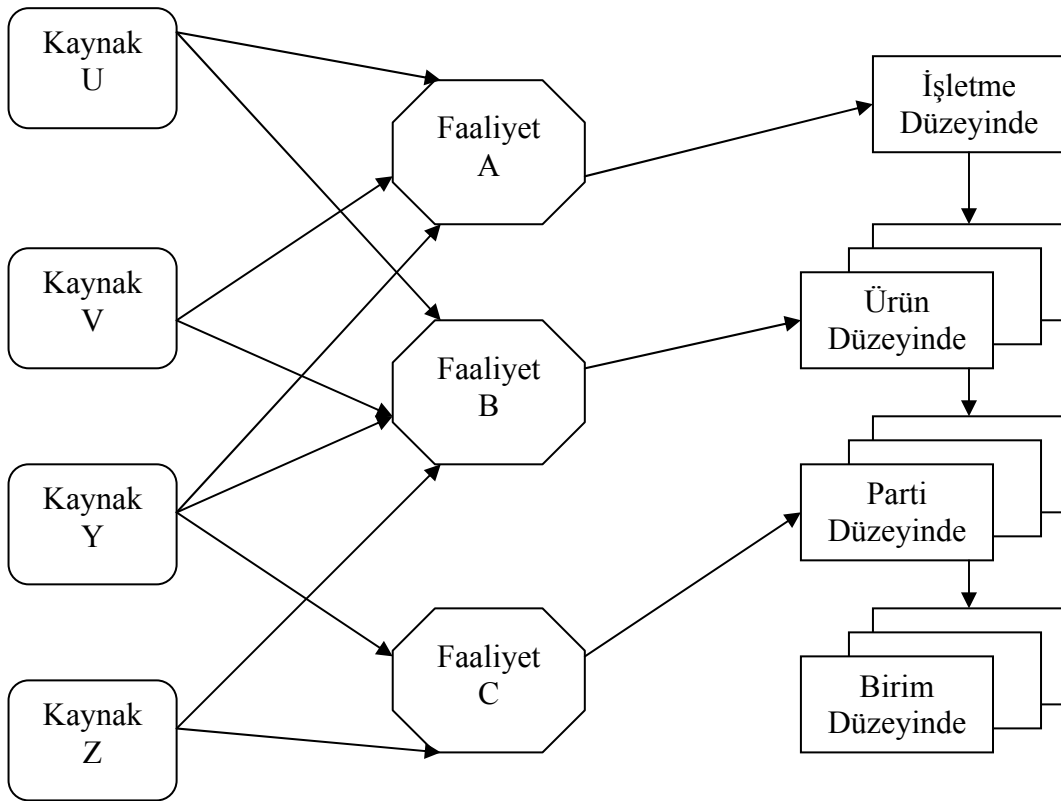 Kaynak
U
Kaynak
V
Kaynak
Y
Kaynak
Z
Faaliyet
A
Faaliyet
B
Faaliyet
C
İşletme
Düzeyinde
Ürün
Düzeyinde
Parti
Düzeyinde
Birim
Düzeyinde